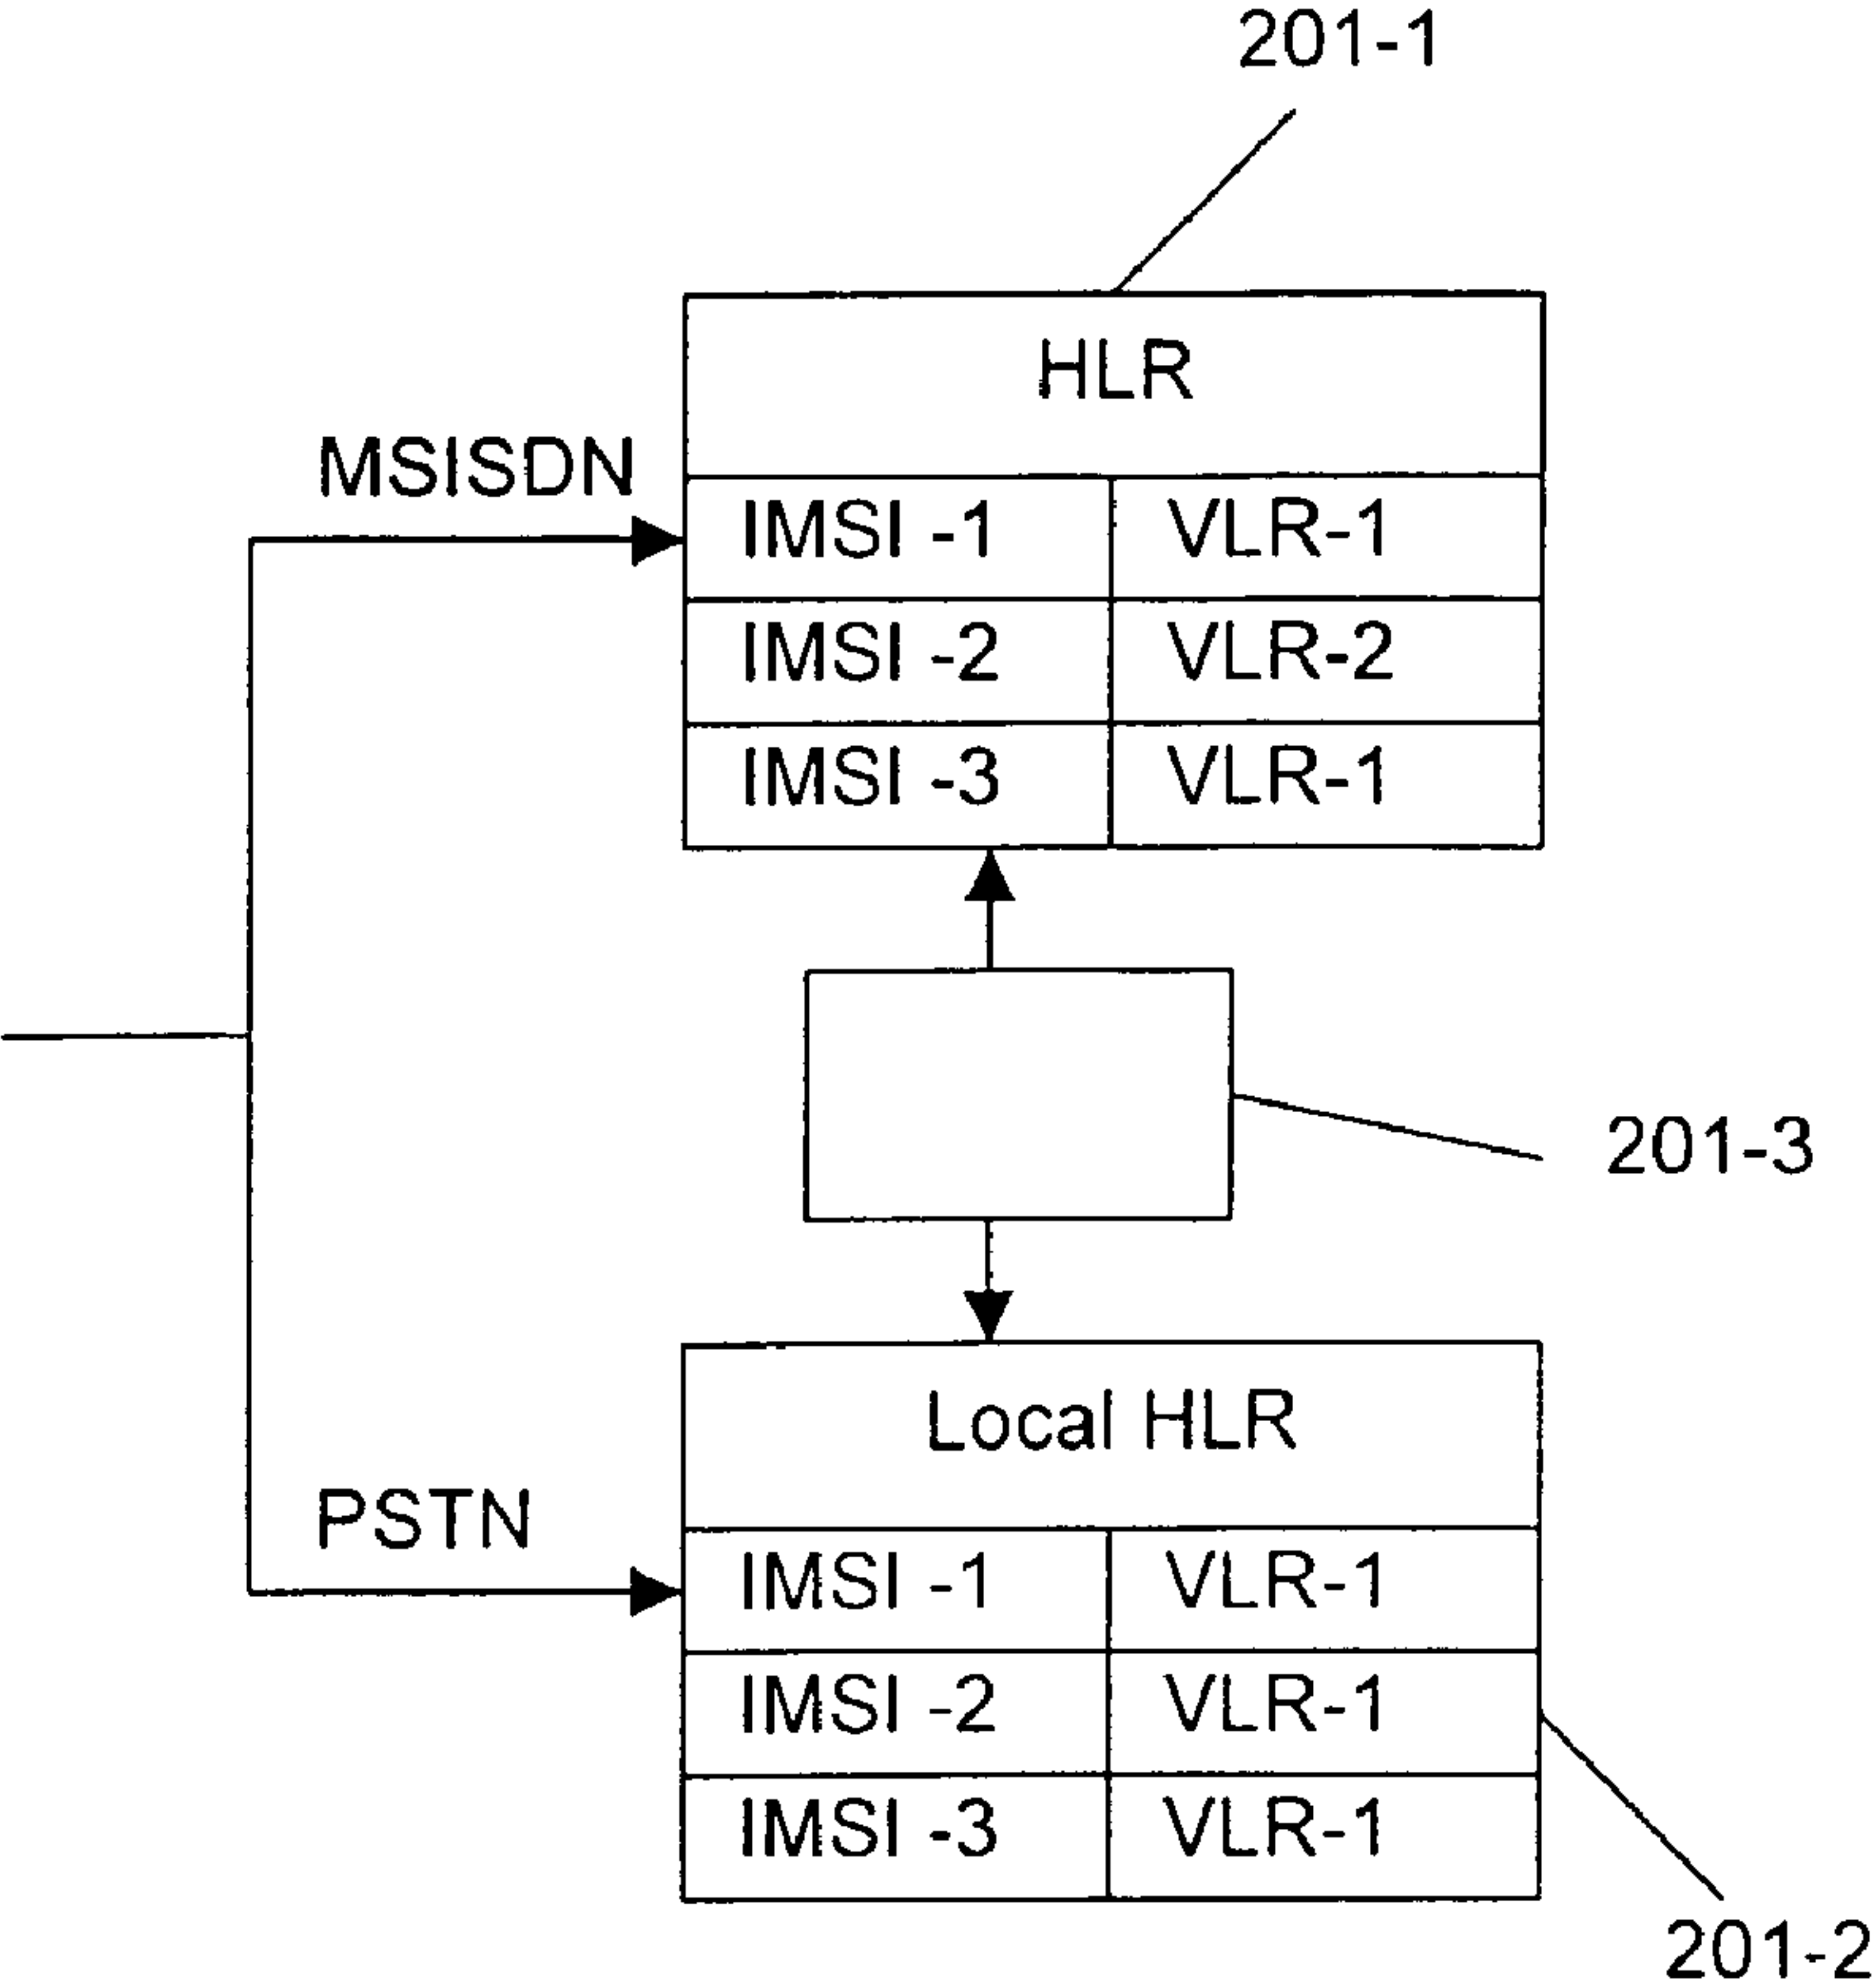 201-1
HLR
MSISDN
IMSI -1 VLR-1
IMSI -2 VLR-2
IMSI -3 VLR-1
201-3
Local HLR
PSTN
IMSI -1 VLR-1
IMSI -2 VLR-1
IMSI -3 VLR-1
201-2